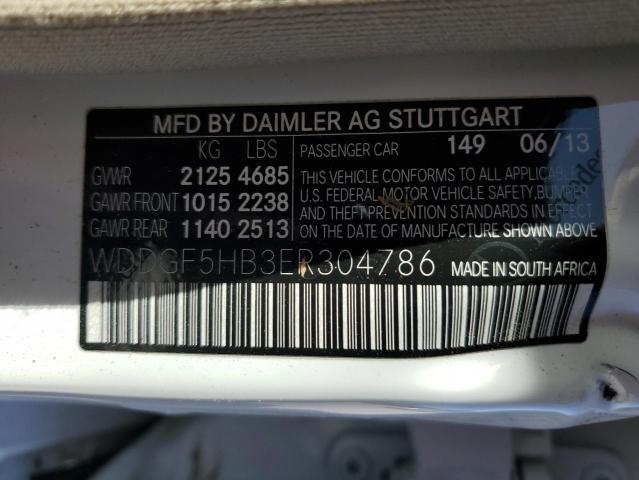 MFD BY DAIMLER AG STUTTGART
KG LBS PASSENGER CAR 149 06/13
GVWR 2125 4685
GAWR FRONT 1015 2238
GAWR REAR 1140 2513
THIS VEHICLE CONFORMS TO ALL APPLICABLE
U.S. FEDERAL MOTOR VEHICLE SAFETY, BUMPER
AND THEFT PREVENTION STANDARDS IN EFFECT
ON THE DATE OF MANUFACTURE SHOWN ABOVE
WDDGF5HB3ER304786 MADE IN SOUTH AFRICA